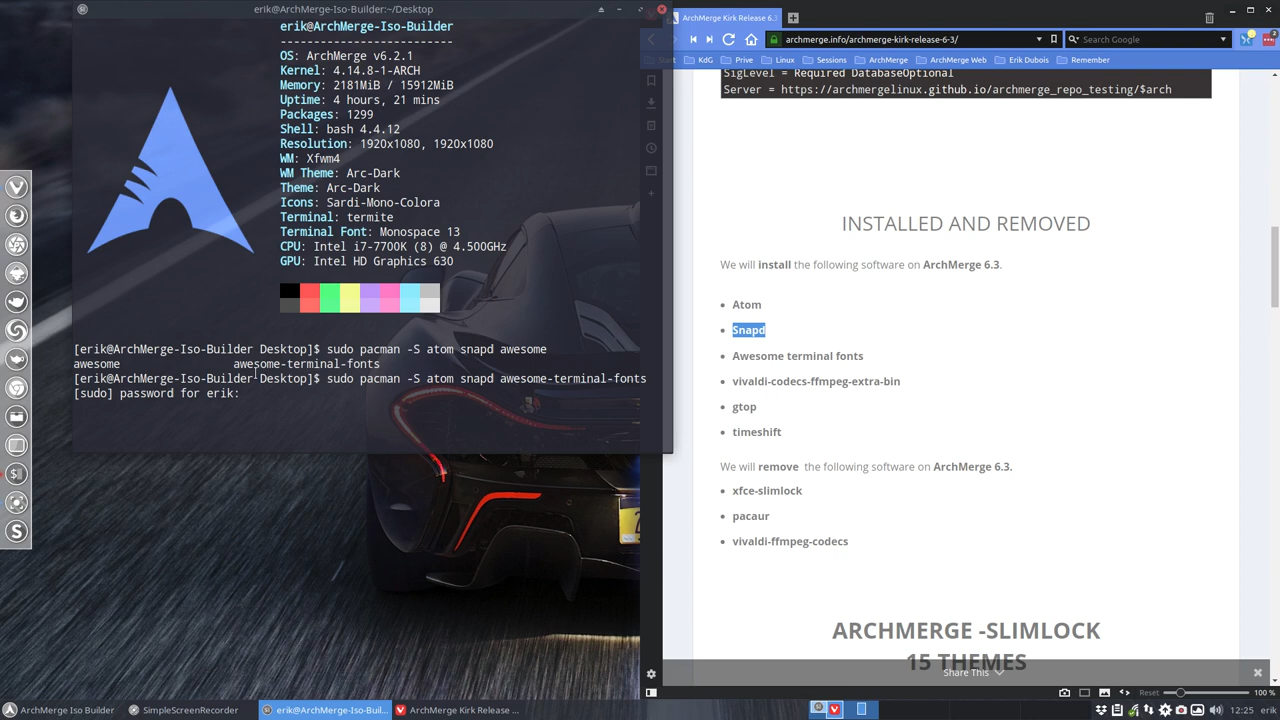 erik@ArchMerge-Iso-Builder:~/Desktop
erik@ArchMerge-Iso-Builder
--------------------------
OS: ArchMerge v6.2.1
Kernel: 4.14.8-1-ARCH
Memory: 2181MiB / 15912MiB
Uptime: 4 hours, 21 mins
Packages: 1299
Shell: bash 4.4.12
Resolution: 1920x1080, 1920x1080
WM: Xfwm4
WM Theme: Arc-Dark
Theme: Arc-Dark
Icons: Sardi-Mono-Colora
Terminal: termite
Terminal Font: Monospace 13
CPU: Intel i7-7700K (8) @ 4.500GHz
GPU: Intel HD Graphics 630
[erik@ArchMerge-Iso-Builder Desktop]$ sudo pacman -S atom snapd awesome
awesome awesome-terminal-fonts
[erik@ArchMerge-Iso-Builder Desktop]$ sudo pacman -S atom snapd awesome-terminal-fonts
[sudo] password for erik:
ArchMerge Kirk Release 6.3
archmerge.info/archmerge-kirk-release-6-3/
Search Google
Start KdG Prive Linux Sessions ArchMerge ArchMerge Web Erik Dubois Remember
SigLevel = Required DatabaseOptional
Server = https://archmergelinux.github.io/archmerge_repo_testing/$arch
INSTALLED AND REMOVED
We will install the following software on ArchMerge 6.3.
Atom
Snapd
Awesome terminal fonts
vivaldi-codecs-ffmpeg-extra-bin
gtop
timeshift
We will remove the following software on ArchMerge 6.3.
xfce-slimlock
pacaur
vivaldi-ffmpeg-codecs
ARCHMERGE -SLIMLOCK
15 THEMES
Share This
Reset 100 %
ArchMerge Linux Builder SimpleScreenRecorder erik@ArchMerge-Iso-Buil... ArchMerge Kirk Release ... 12:25 erik